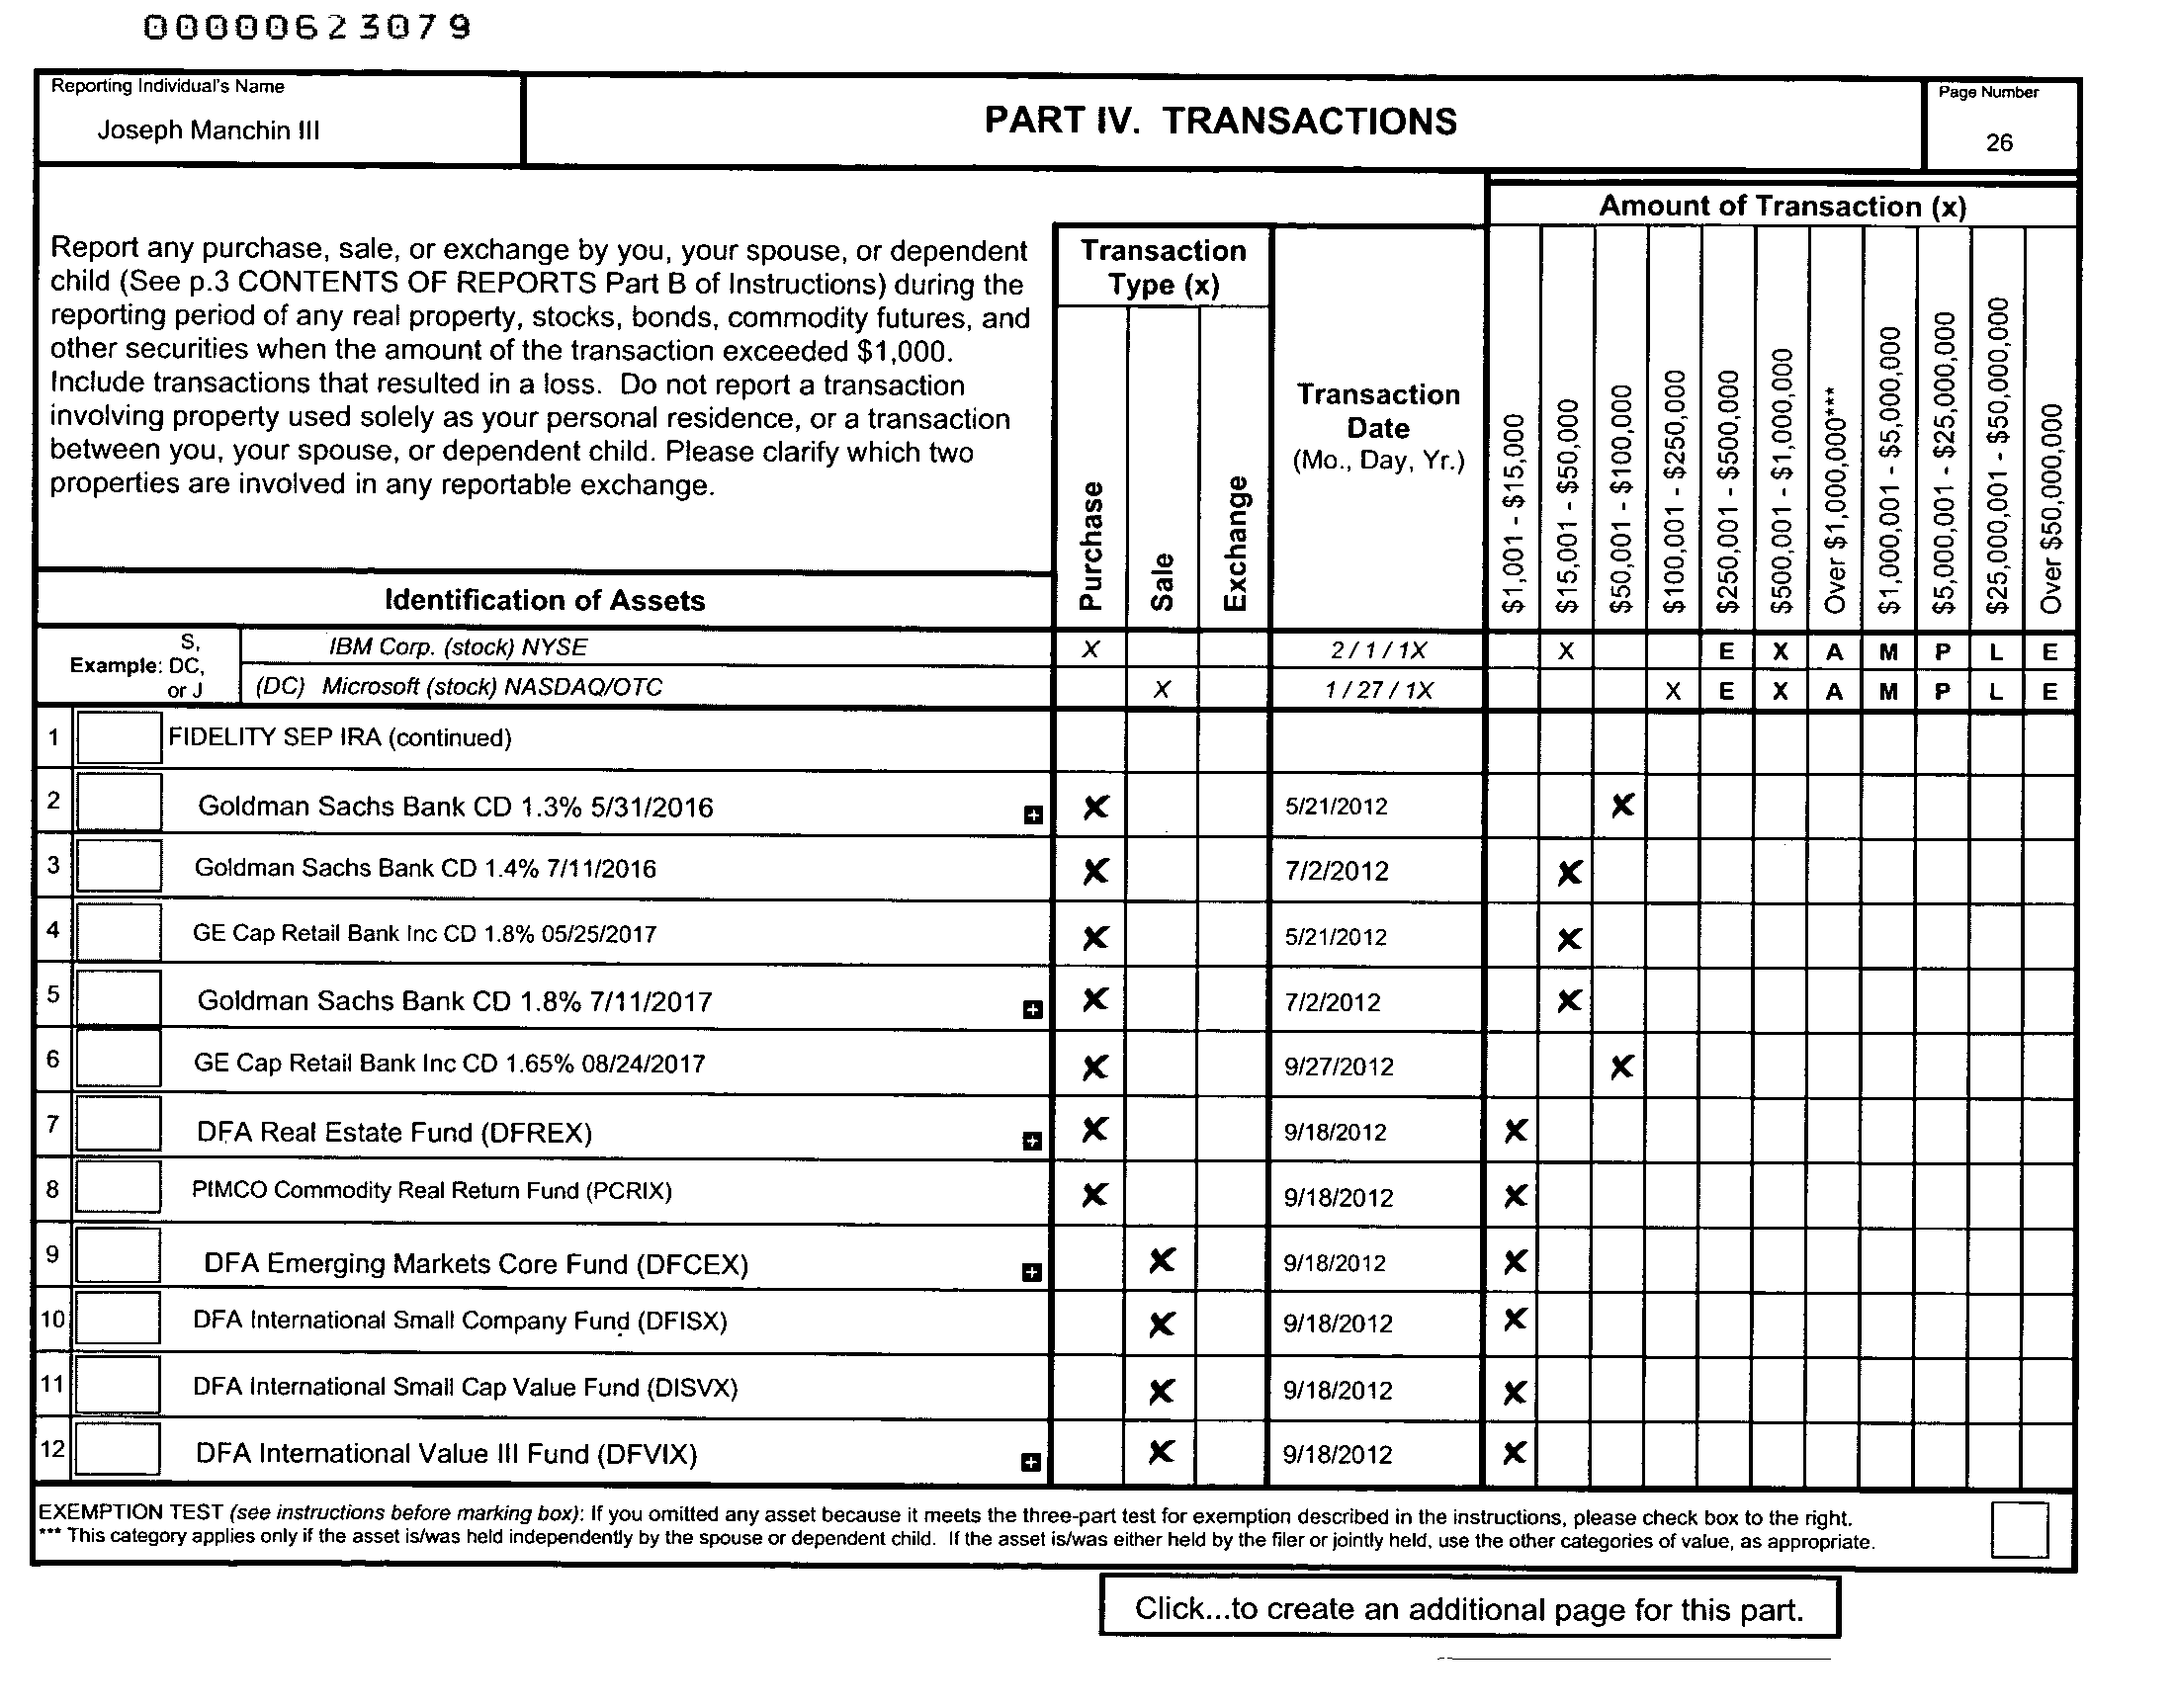 00000623079
Reporting Individual's Name
Joseph Manchin III
PART IV. TRANSACTIONS
Page Number
26
Report any purchase, sale, or exchange by you, your spouse, or dependent
child (See p.3 CONTENTS OF REPORTS Part B of Instructions) during the
reporting period of any real property, stocks, bonds, commodity futures, and
other securities when the amount of the transaction exceeded $1,000.
Include transactions that resulted in a loss. Do not report a transaction
involving property used solely as your personal residence, or a transaction
between you, your spouse, or dependent child. Please clarify which two
properties are involved in any reportable exchange.
Identification of Assets
Transaction
Type (x)
Purchase
Sale
Exchange
Transaction
Date
(Mo., Day, Yr.)
Amount of Transaction (x)
$1,001 - $15,000
$15,001 - $50,000
$50,001 - $100,000
$100,001 - $250,000
$250,001 - $500,000
$500,001 - $1,000,000
Over $1,000,000***
$1,000,001 - $5,000,000
$5,000,001 - $25,000,000
$25,000,001 - $50,000,000
Over $50,000,000
Example: S, DC, or J
IBM Corp. (stock) NYSE X 2 / 1 / 1X X E X A M P L E
(DC) Microsoft (stock) NASDAQ/OTC X 1 / 27 / 1X X E X A M P L E
1 FIDELITY SEP IRA (continued)
2 Goldman Sachs Bank CD 1.3% 5/31/2016 + X 5/21/2012 X
3 Goldman Sachs Bank CD 1.4% 7/11/2016 X 7/2/2012 X
4 GE Cap Retail Bank Inc CD 1.8% 05/25/2017 X 5/21/2012 X
5 Goldman Sachs Bank CD 1.8% 7/11/2017 + X 7/2/2012 X
6 GE Cap Retail Bank Inc CD 1.65% 08/24/2017 X 9/27/2012 X
7 DFA Real Estate Fund (DFREX) + X 9/18/2012 X
8 PIMCO Commodity Real Return Fund (PCRIX) X 9/18/2012 X
9 DFA Emerging Markets Core Fund (DFCEX) + X 9/18/2012 X
10 DFA International Small Company Fund (DFISX) X 9/18/2012 X
11 DFA International Small Cap Value Fund (DISVX) X 9/18/2012 X
12 DFA International Value III Fund (DFVIX) + X 9/18/2012 X
EXEMPTION TEST (see instructions before marking box): If you omitted any asset because it meets the three-part test for exemption described in the instructions, please check box to the right.
*** This category applies only if the asset is/was held independently by the spouse or dependent child. If the asset is/was either held by the filer or jointly held, use the other categories of value, as appropriate.
Click...to create an additional page for this part.